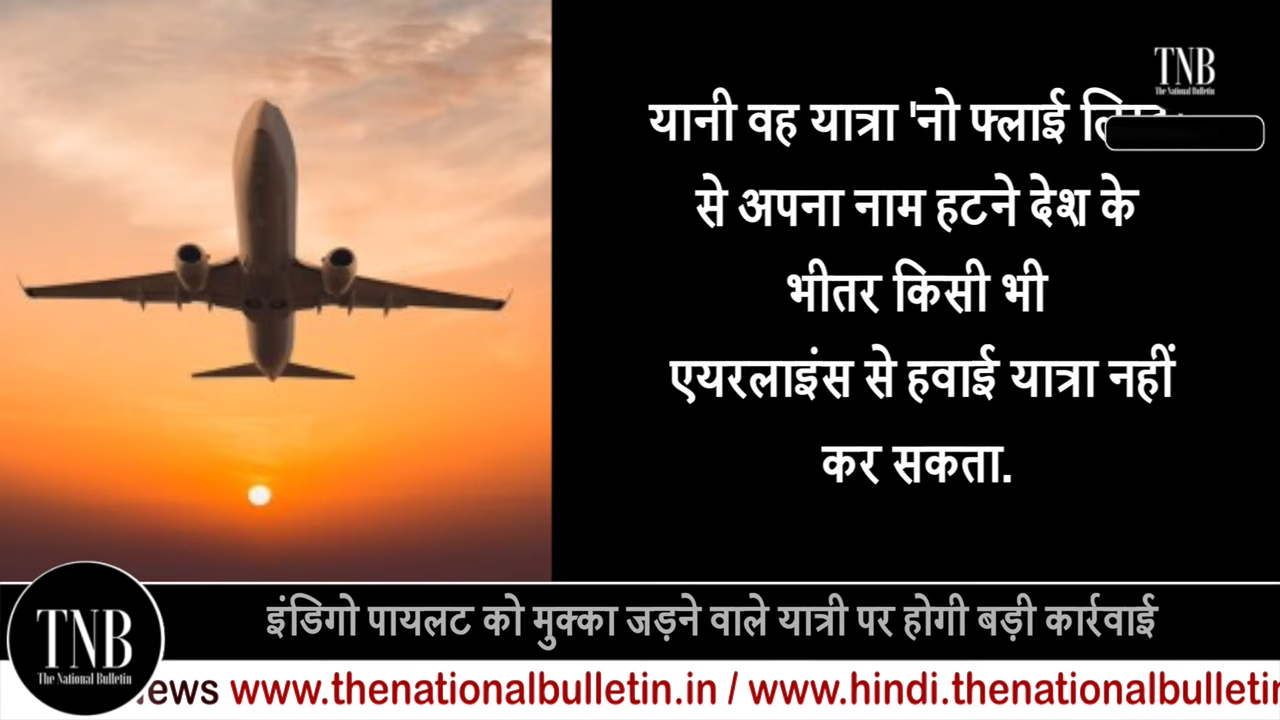 TNB
The National Bulletin
यानी वह यात्रा 'नो फ्लाई
से अपना नाम हटने देश के
भीतर किसी भी
एयरलाइंस से हवाई यात्रा नहीं
कर सकता.
इंडिगो पायलट को मुक्का जड़ने वाले यात्री पर होगी बड़ी कार्रवाई
TNB
The National Bulletin
www.thenationalbulletin.in / www.hindi.thenationalbulletin